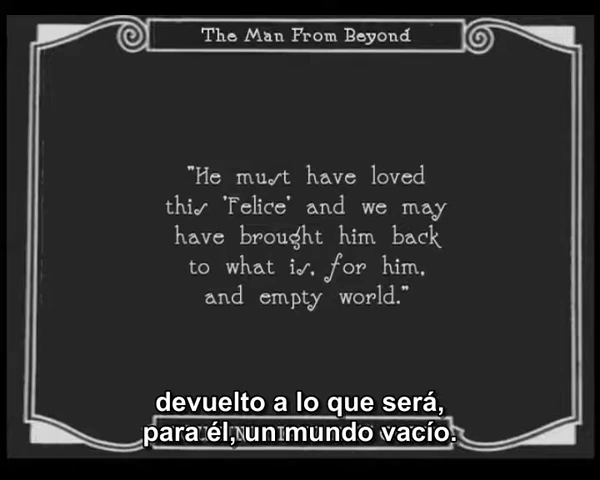 The Man From Beyond
"He must have loved
this 'Felice' and we may
have brought him back
to what is, for him,
and empty world."
devuelto a lo que será,
para él, un mundo vacío.